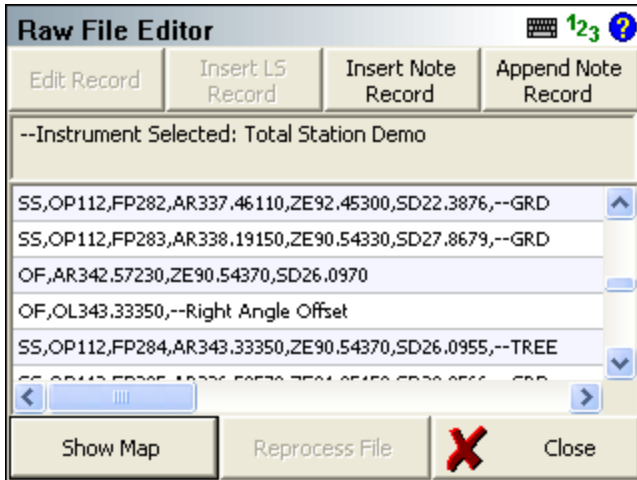 Raw File Editor
123
?
Edit Record
Insert LS
Record
Insert Note
Record
Append Note
Record
--Instrument Selected: Total Station Demo
SS,OP112,FP282,AR337.46110,ZE92.45300,SD22.3876,--GRD
SS,OP112,FP283,AR338.19150,ZE90.54330,SD27.8679,--GRD
OF,AR342.57230,ZE90.54370,SD26.0970
OF,OL343.33350,--Right Angle Offset
SS,OP112,FP284,AR343.33350,ZE90.54370,SD26.0955,--TREE
Show Map
Reprocess File
Close